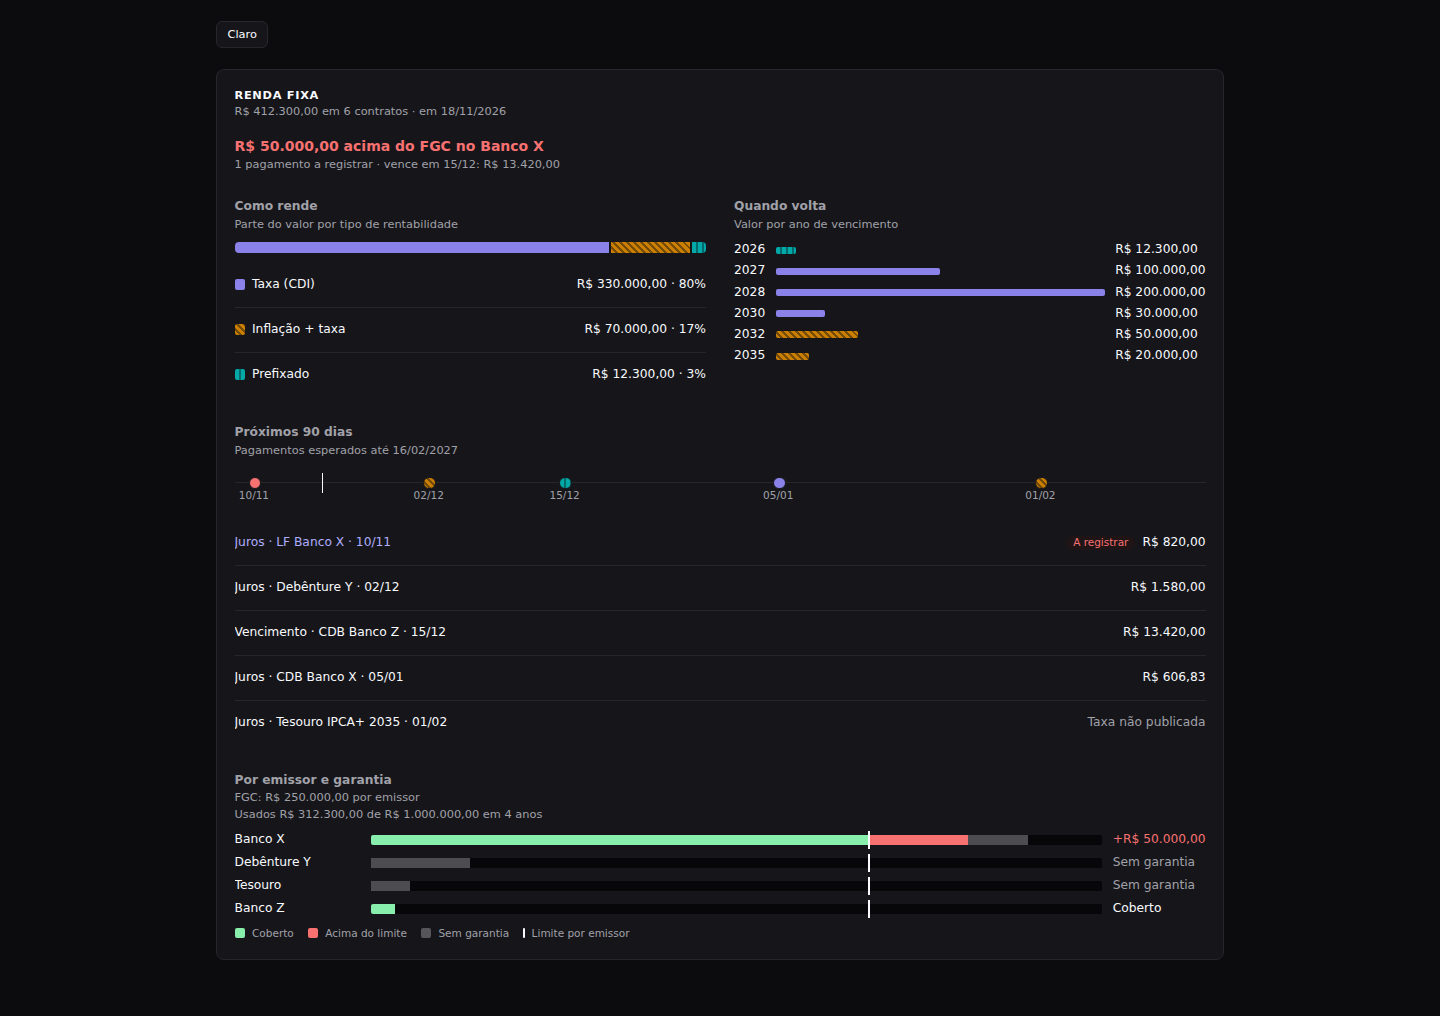 Claro
RENDA FIXA
R$ 412.300,00 em 6 contratos · em 18/11/2026
R$ 50.000,00 acima do FGC no Banco X
1 pagamento a registrar · vence em 15/12: R$ 13.420,00
Como rende
Parte do valor por tipo de rentabilidade
Taxa (CDI) R$ 330.000,00 · 80%
Inflação + taxa R$ 70.000,00 · 17%
Prefixado R$ 12.300,00 · 3%
Quando volta
Valor por ano de vencimento
2026 R$ 12.300,00
2027 R$ 100.000,00
2028 R$ 200.000,00
2030 R$ 30.000,00
2032 R$ 50.000,00
2035 R$ 20.000,00
Próximos 90 dias
Pagamentos esperados até 16/02/2027
10/11 02/12 15/12 05/01 01/02
Juros · LF Banco X · 10/11 A registrar R$ 820,00
Juros · Debênture Y · 02/12 R$ 1.580,00
Vencimento · CDB Banco Z · 15/12 R$ 13.420,00
Juros · CDB Banco X · 05/01 R$ 606,83
Juros · Tesouro IPCA+ 2035 · 01/02 Taxa não publicada
Por emissor e garantia
FGC: R$ 250.000,00 por emissor
Usados R$ 312.300,00 de R$ 1.000.000,00 em 4 anos
Banco X +R$ 50.000,00
Debênture Y Sem garantia
Tesouro Sem garantia
Banco Z Coberto
Coberto Acima do limite Sem garantia Limite por emissor